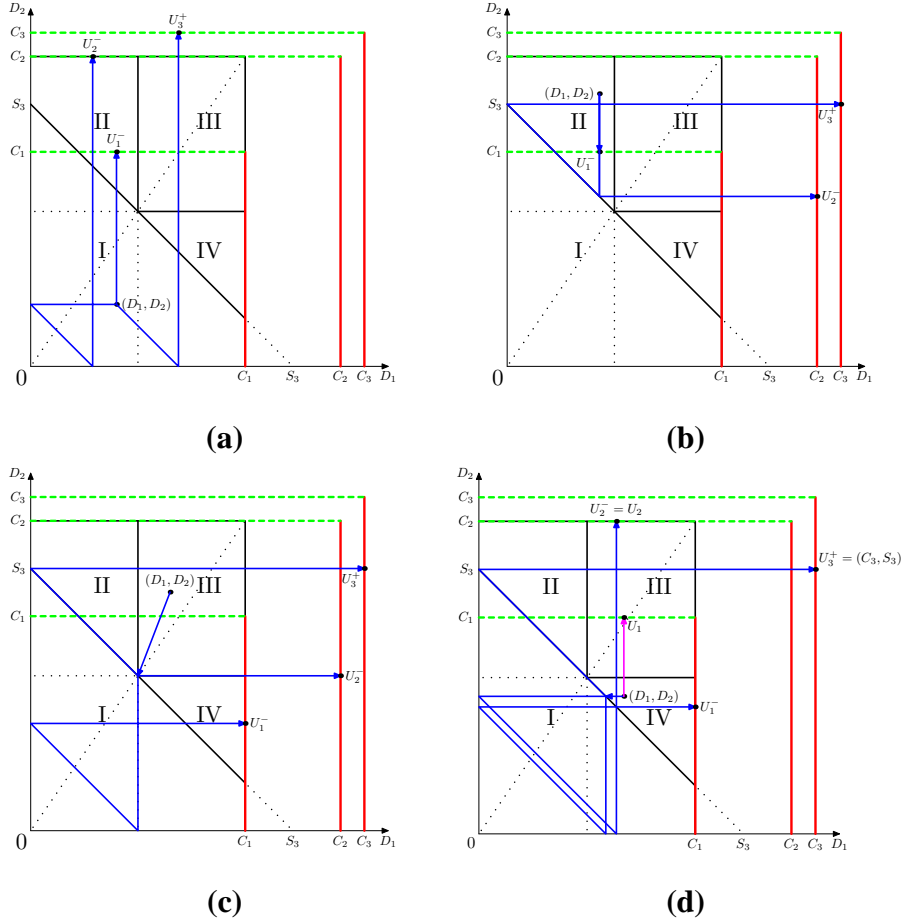 D₂
C₃
U₂⁻
U₃⁺
C₂
S₃
II
III
C₁
U₁⁻
I
IV
(D₁, D₂)
0
C₁
S₃
C₂
C₃
D₁
(a)
D₂
C₃
C₂
(D₁, D₂)
S₃
U₃⁺
II
III
C₁
U₁⁻
U₂⁻
I
IV
0
C₁
S₃
C₂
C₃
D₁
(b)
D₂
C₃
C₂
S₃
U₃⁺
II
(D₁, D₂)
III
C₁
U₂⁻
I
IV
U₁⁻
0
C₁
S₃
C₂
C₃
D₁
(c)
D₂
C₃
U₂⁻ = U₂
C₂
U₃⁺ = (C₃, S₃)
S₃
II
III
C₁
U₁
(D₁, D₂)
I
IV
U₁⁻
0
C₁
S₃
C₂
C₃
D₁
(d)